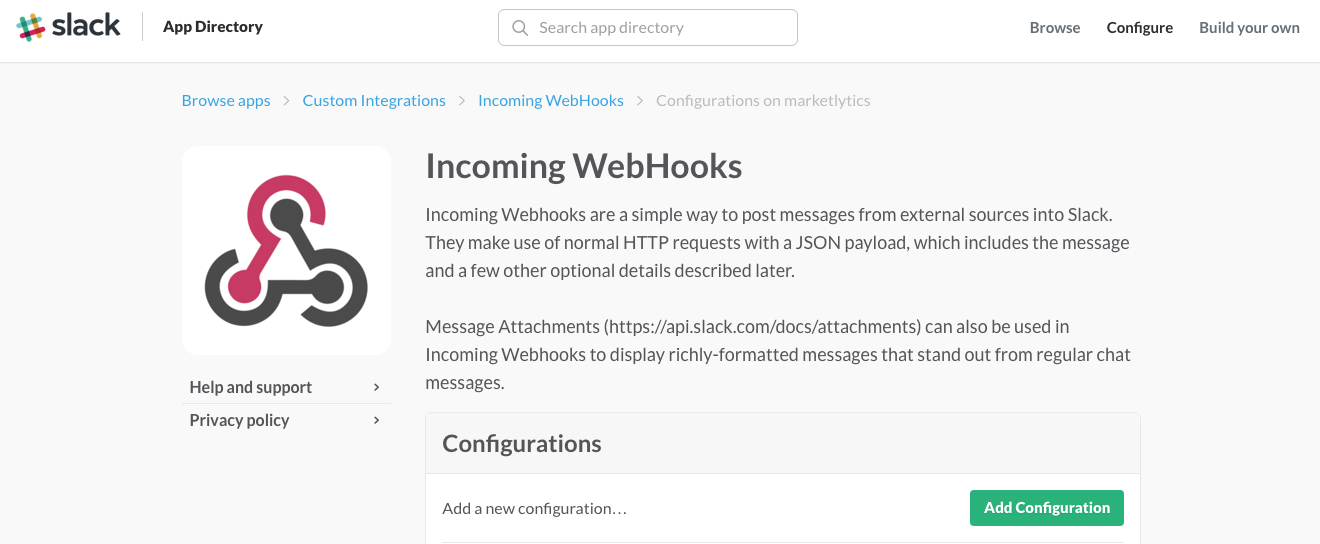 slack
App Directory
Search app directory
Browse
Configure
Build your own
Browse apps > Custom Integrations > Incoming WebHooks > Configurations on marketlytics
Incoming WebHooks
Incoming Webhooks are a simple way to post messages from external sources into Slack.
They make use of normal HTTP requests with a JSON payload, which includes the message
and a few other optional details described later.
Message Attachments (https://api.slack.com/docs/attachments) can also be used in
Incoming Webhooks to display richly-formatted messages that stand out from regular chat
messages.
Help and support
Privacy policy
Configurations
Add a new configuration…
Add Configuration